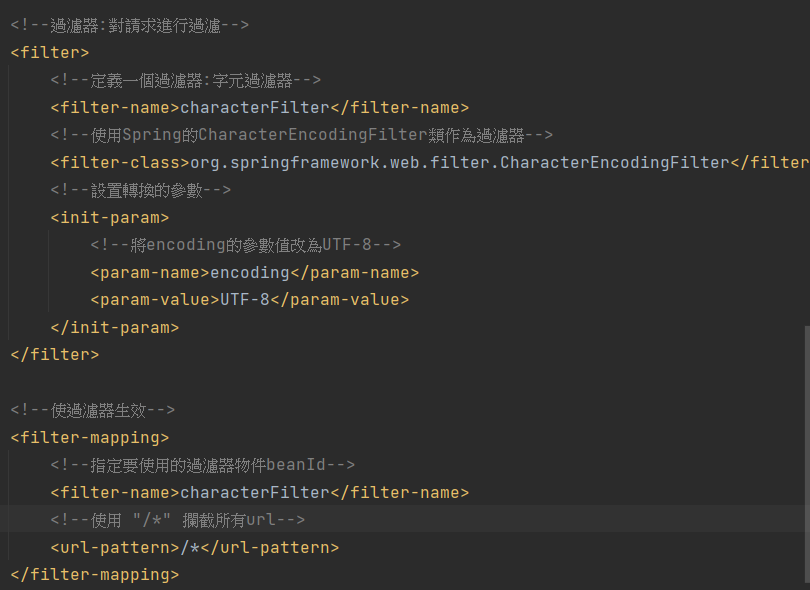 <!--過濾器:對請求進行過濾-->
<filter>
<!--定義一個過濾器:字元過濾器-->
<filter-name>characterFilter</filter-name>
<!--使用Spring的CharacterEncodingFilter類作為過濾器-->
<filter-class>org.springframework.web.filter.CharacterEncodingFilter</filter
<!--設置轉換的參數-->
<init-param>
<!--將encoding的參數值改為UTF-8-->
<param-name>encoding</param-name>
<param-value>UTF-8</param-value>
</init-param>
</filter>
<!--使過濾器生效-->
<filter-mapping>
<!--指定要使用的過濾器物件beanId-->
<filter-name>characterFilter</filter-name>
<!--使用 "/*" 攔截所有url-->
<url-pattern>/*</url-pattern>
</filter-mapping>